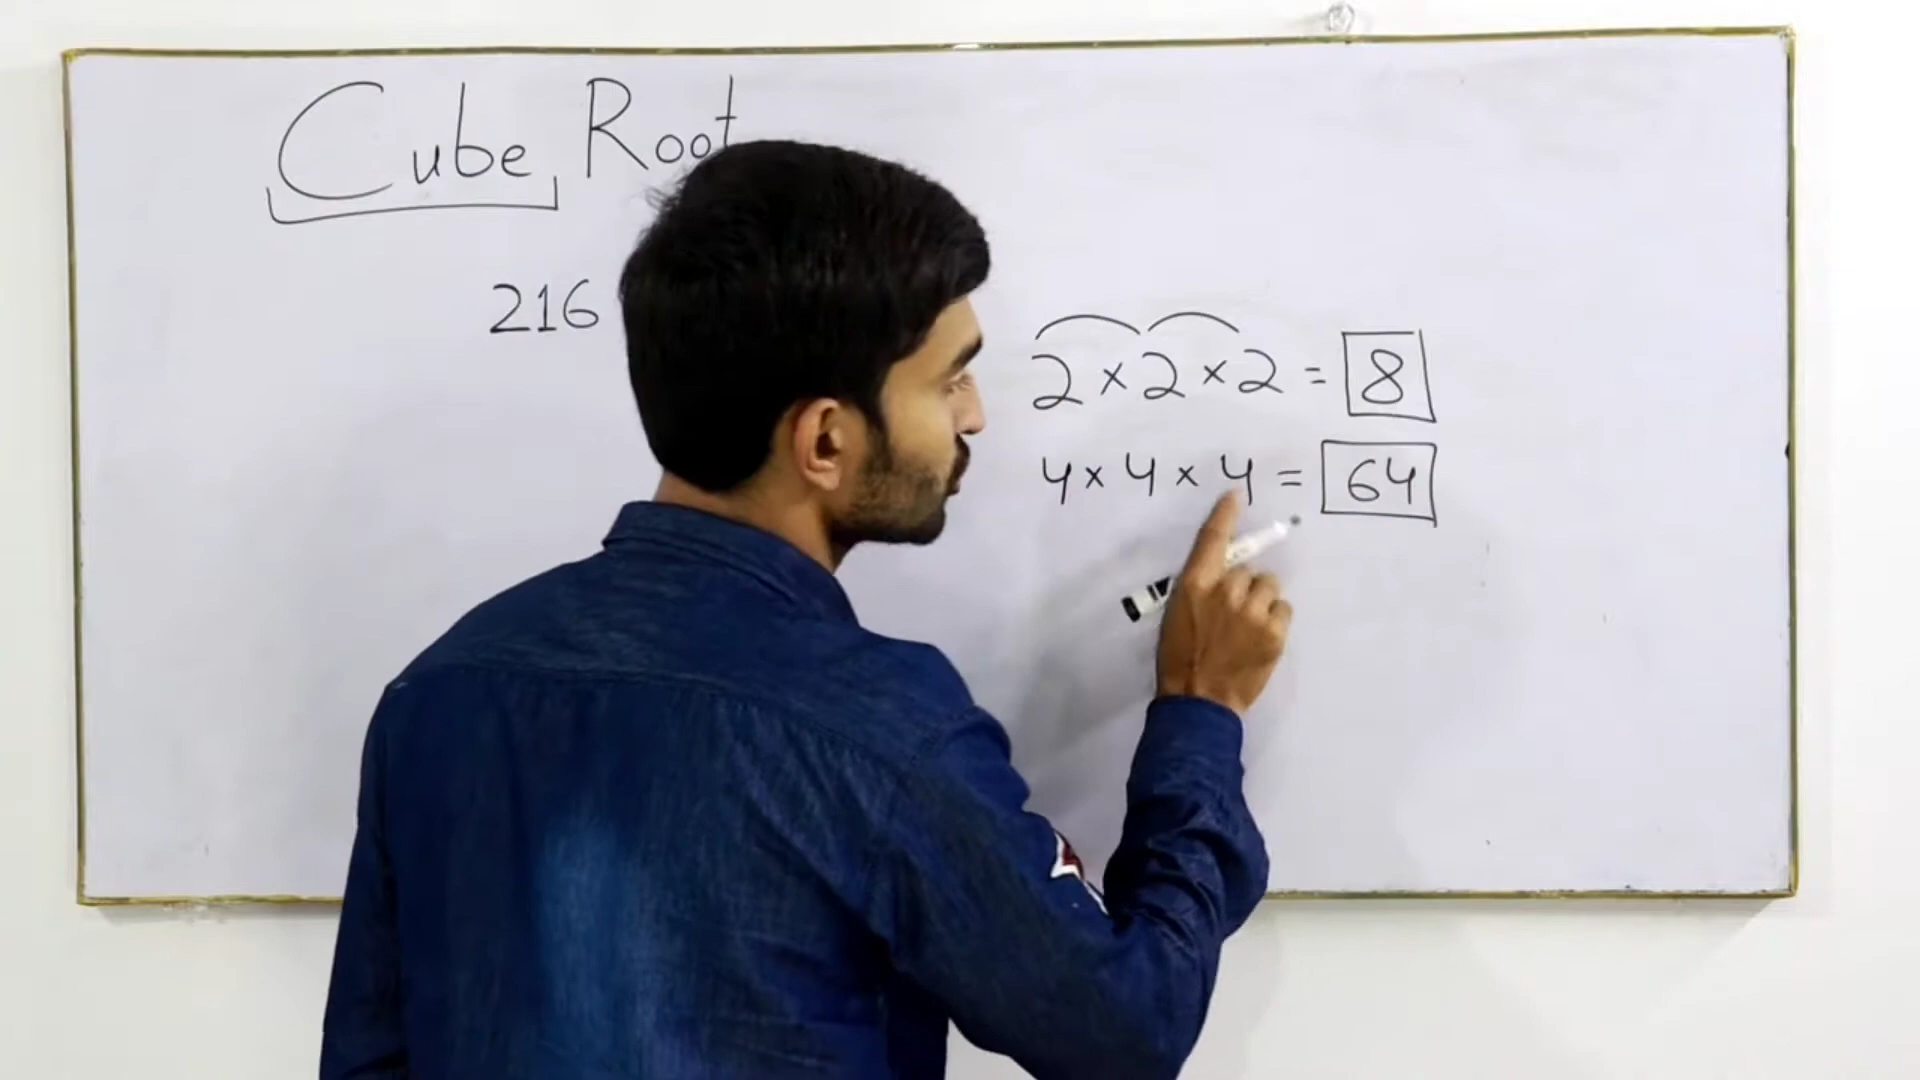 Cube Root
216
2 × 2 × 2 = 8
4 × 4 × 4 = 64